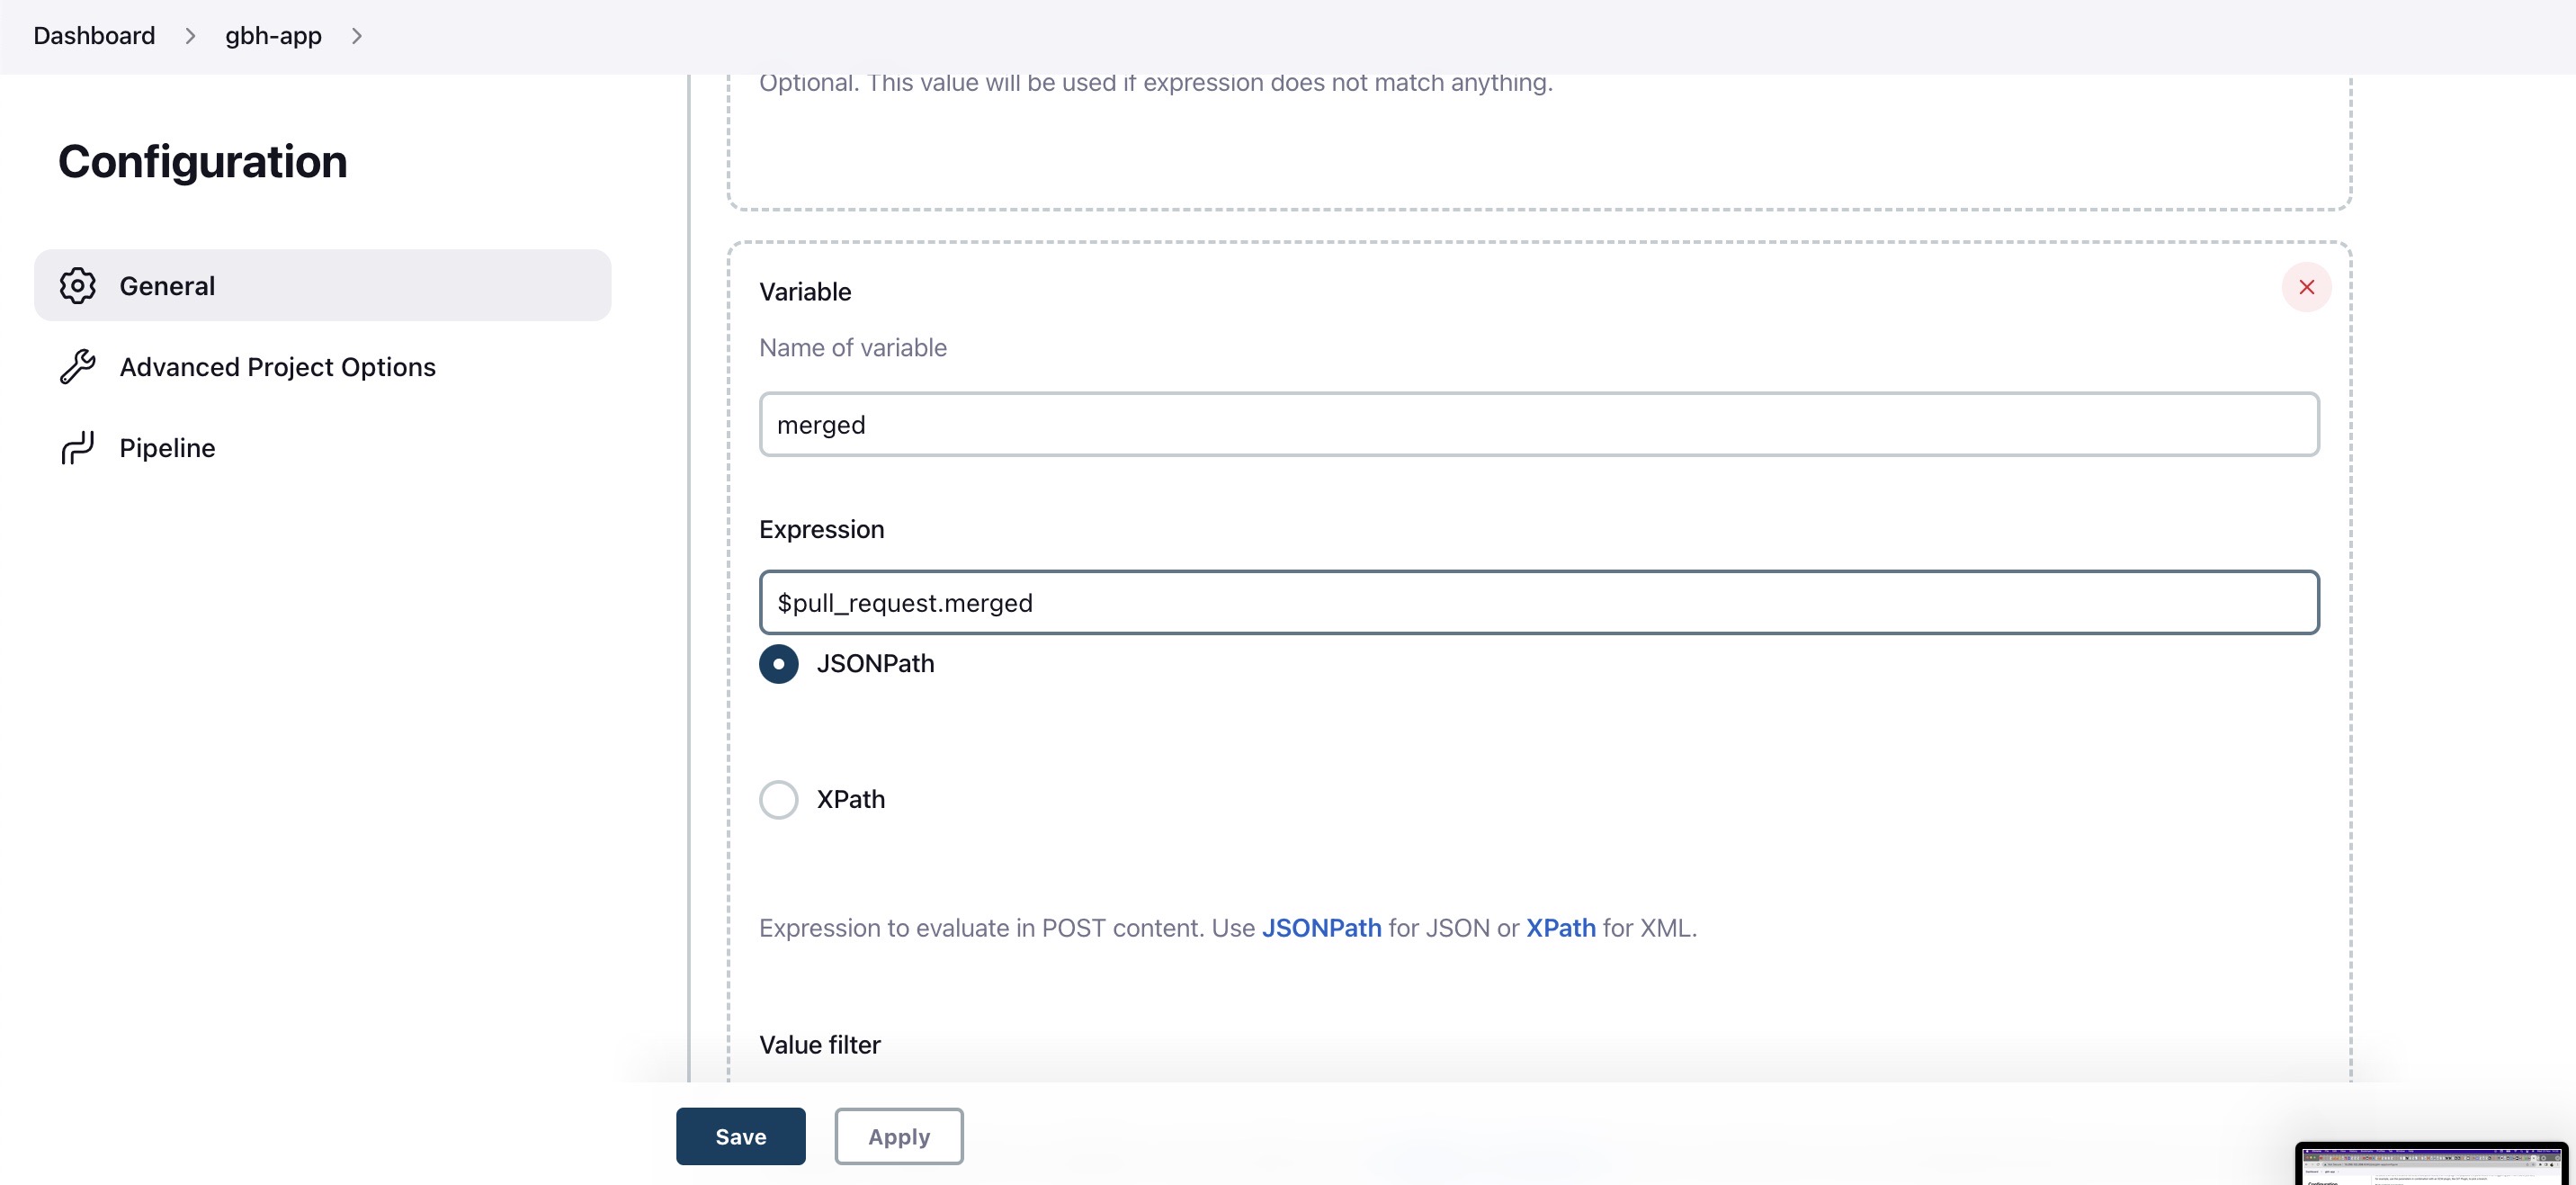 Dashboard > gbh-app >
Optional. This value will be used if expression does not match anything.
Configuration
General
Advanced Project Options
Pipeline
Variable
Name of variable
merged
Expression
$pull_request.merged
JSONPath
XPath
Expression to evaluate in POST content. Use JSONPath for JSON or XPath for XML.
Value filter
Save
Apply